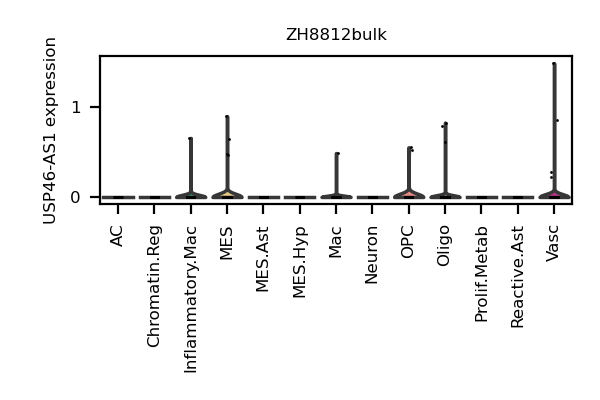 ZH8812bulk
USP46-AS1 expression
1
0
AC
Chromatin.Reg
Inflammatory.Mac
MES
MES.Ast
MES.Hyp
Mac
Neuron
OPC
Oligo
Prolif.Metab
Reactive.Ast
Vasc